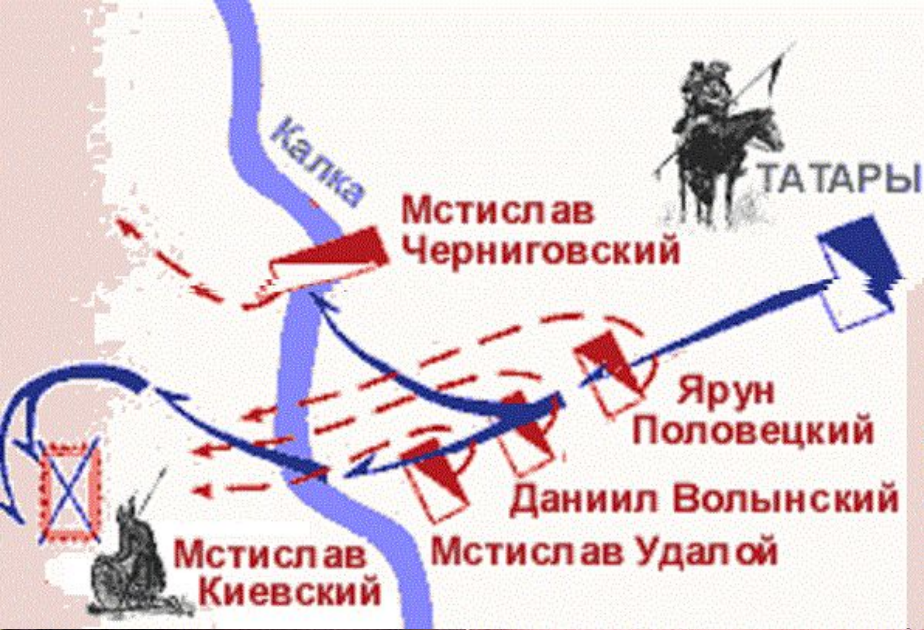 Калка
ТАТАРЫ
Мстислав
Черниговский
Ярун
Половецкий
Даниил Волынский
Мстислав Удалой
Мстислав
Киевский